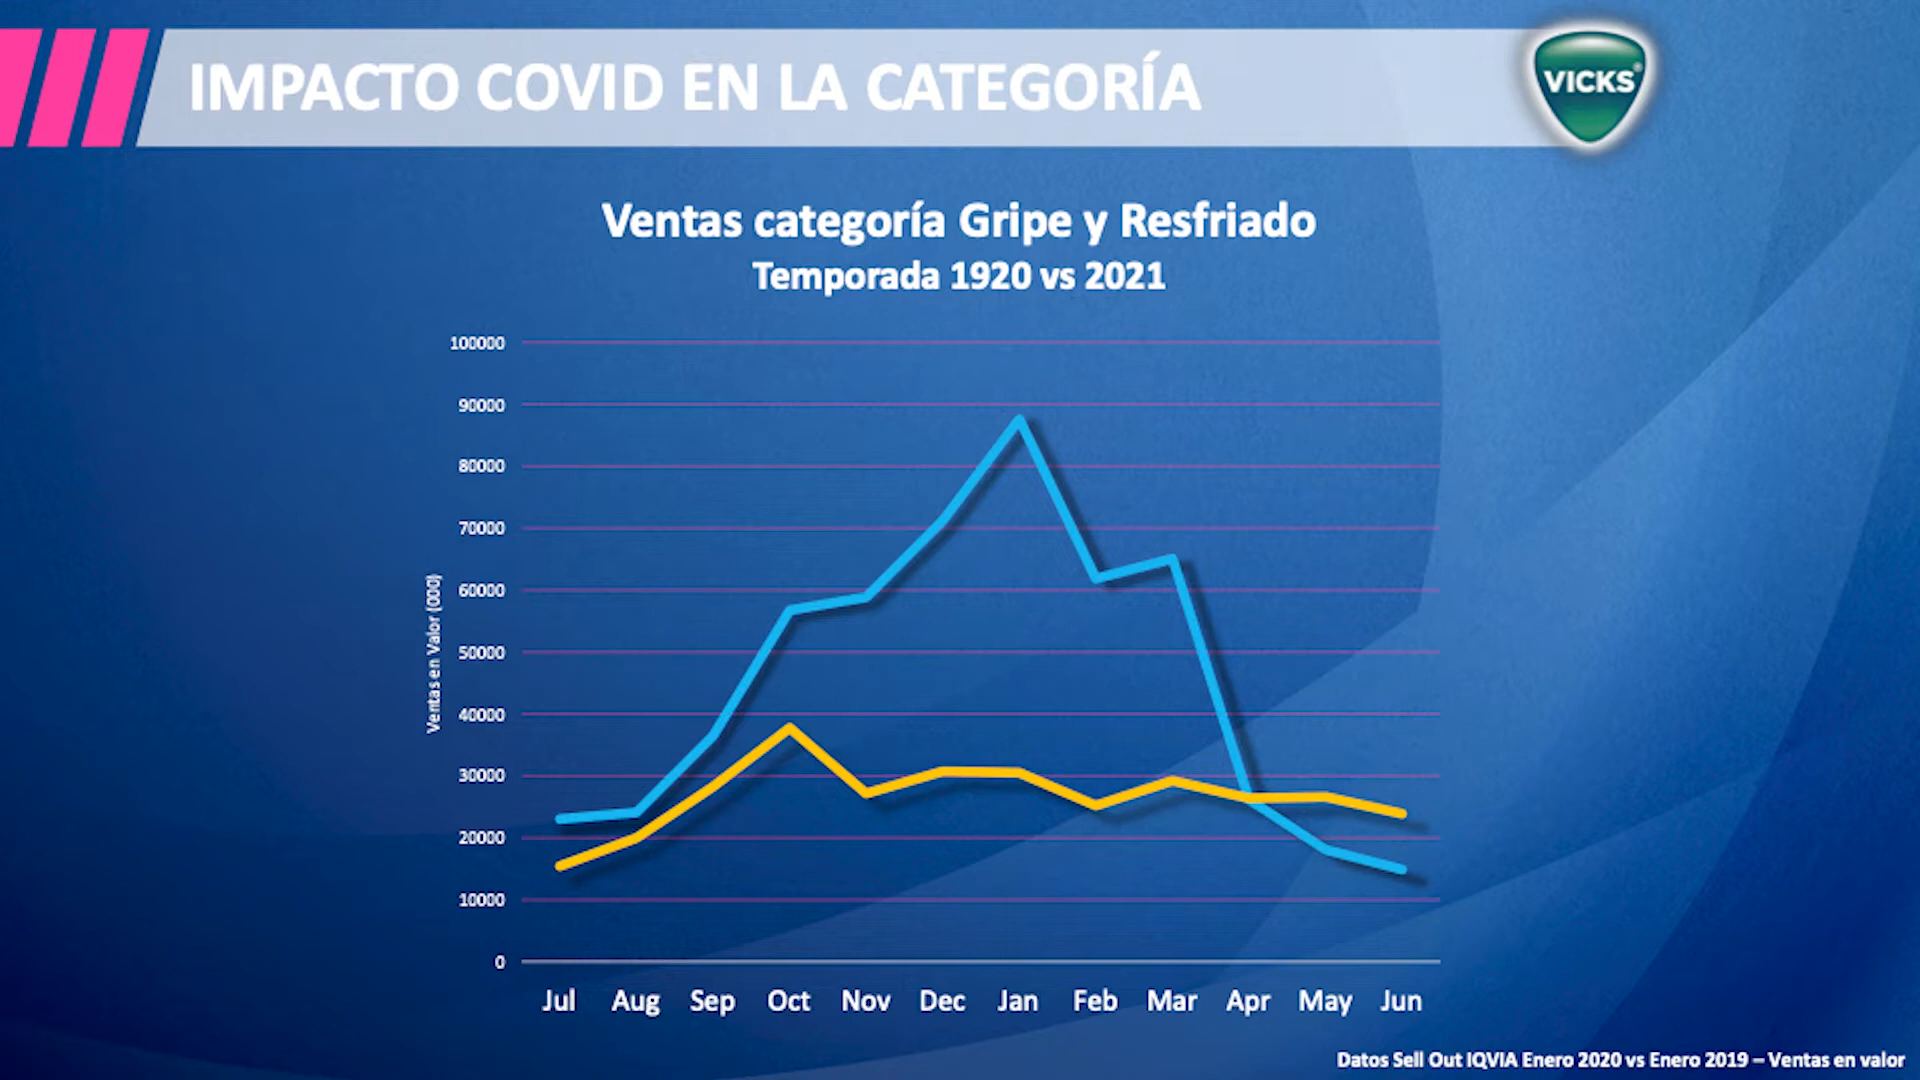 IMPACTO COVID EN LA CATEGORÍA
VICKS®
Ventas categoría Gripe y Resfriado
Temporada 1920 vs 2021
Ventas en Valor (000)
100000
90000
80000
70000
60000
50000
40000
30000
20000
10000
0
Jul Aug Sep Oct Nov Dec Jan Feb Mar Apr May Jun
Datos Sell Out IQVIA Enero 2020 vs Enero 2019 – Ventas en valor